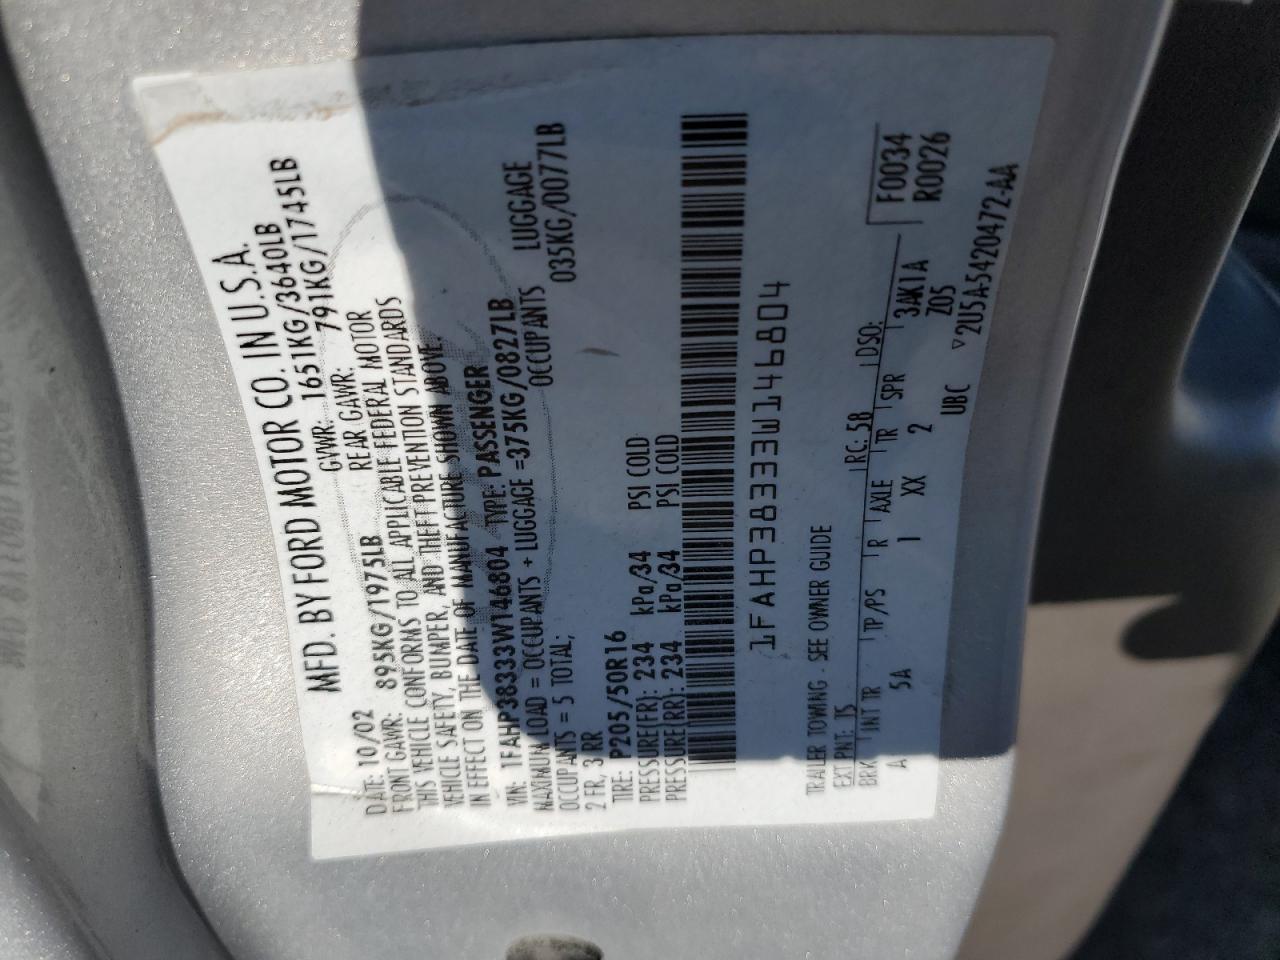 MFD. BY FORD MOTOR CO. IN U.S.A.
DATE: 10/02 GVWR: 1651KG/3640LB
FRONT GAWR: 895KG/1975LB REAR GAWR: 791KG/1745LB
THIS VEHICLE CONFORMS TO ALL APPLICABLE FEDERAL MOTOR
VEHICLE SAFETY, BUMPER, AND THEFT PREVENTION STANDARDS
IN EFFECT ON THE DATE OF MANUFACTURE SHOWN ABOVE.
VIN: 1FAHP38333W146804 TYPE: PASSENGER
MAXIMUM LOAD = OCCUPANTS + LUGGAGE =375KG/0827LB
OCCUPANTS = 5 TOTAL; OCCUPANTS LUGGAGE
2 FR, 3 RR 035KG/0077LB
TIRE: P205/50R16
PRESSURE(FR): 234 kPa/34 PSI COLD
PRESSURE(RR): 234 kPa/34 PSI COLD
1FAHP38333W146804
TRAILER TOWING - SEE OWNER GUIDE
EXT PNT: TS RC: 58 DSO: F0034
BRK INT TR TP/PS R AXLE TR SPR 3AK1A R0026
A 5A 1 XX 2 Z05
UBC ▽2U5A-5420472-AA